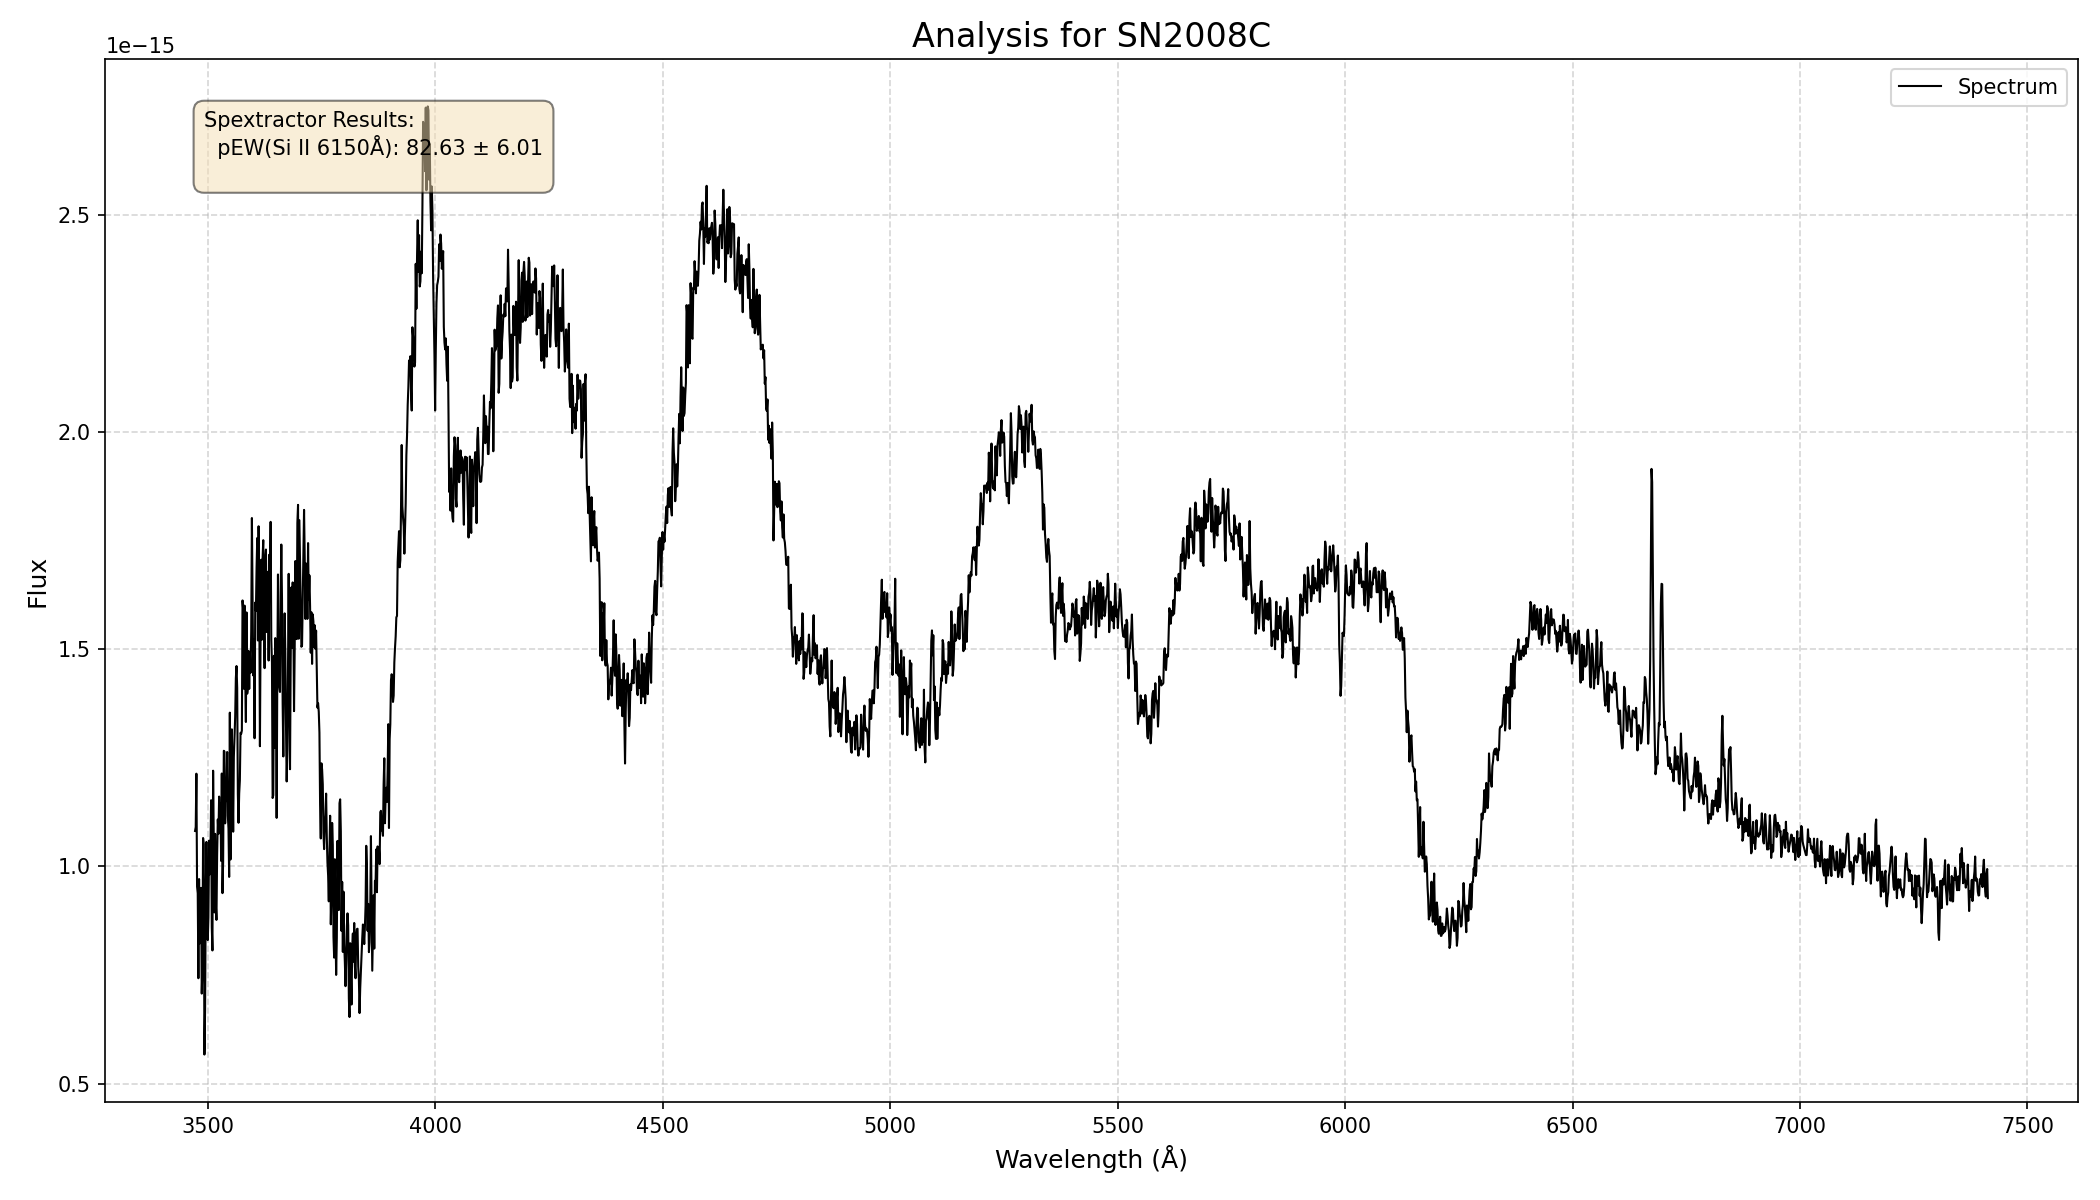 Analysis for SN2008C
1e−15
Spectrum
Spextractor Results:
pEW(Si II 6150Å): 82.63 ± 6.01
2.5
2.0
1.5
1.0
0.5
Flux
3500 4000 4500 5000 5500 6000 6500 7000 7500
Wavelength (Å)